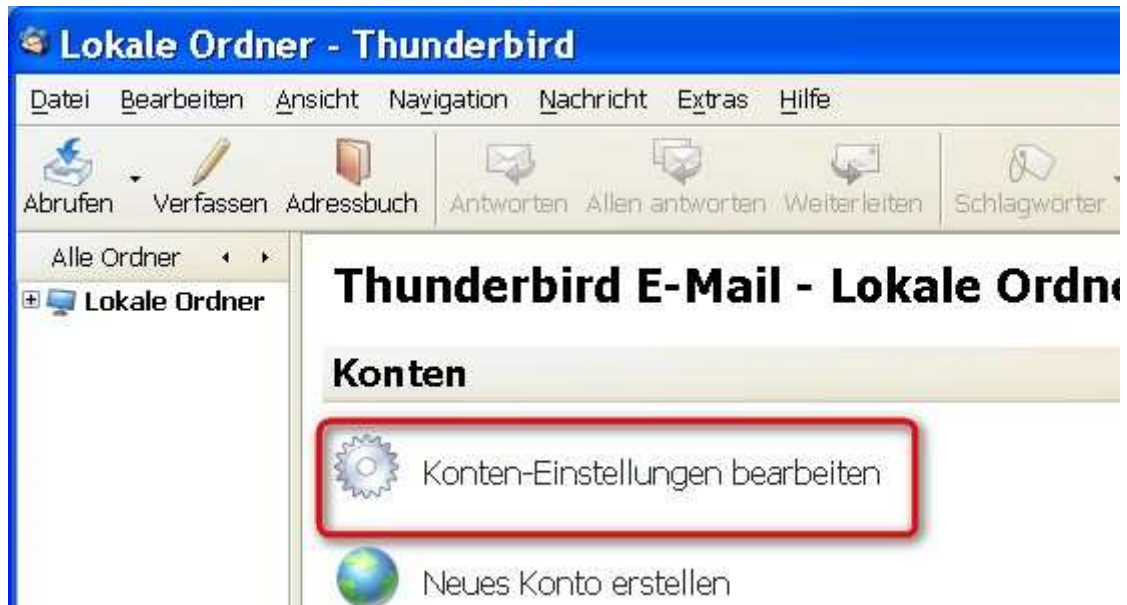 Lokale Ordner - Thunderbird
Datei Bearbeiten Ansicht Navigation Nachricht Extras Hilfe
Abrufen Verfassen Adressbuch Antworten Allen antworten Weiterleiten Schlagwörter
Alle Ordner
Lokale Ordner
Thunderbird E-Mail - Lokale Ordne
Konten
Konten-Einstellungen bearbeiten
Neues Konto erstellen